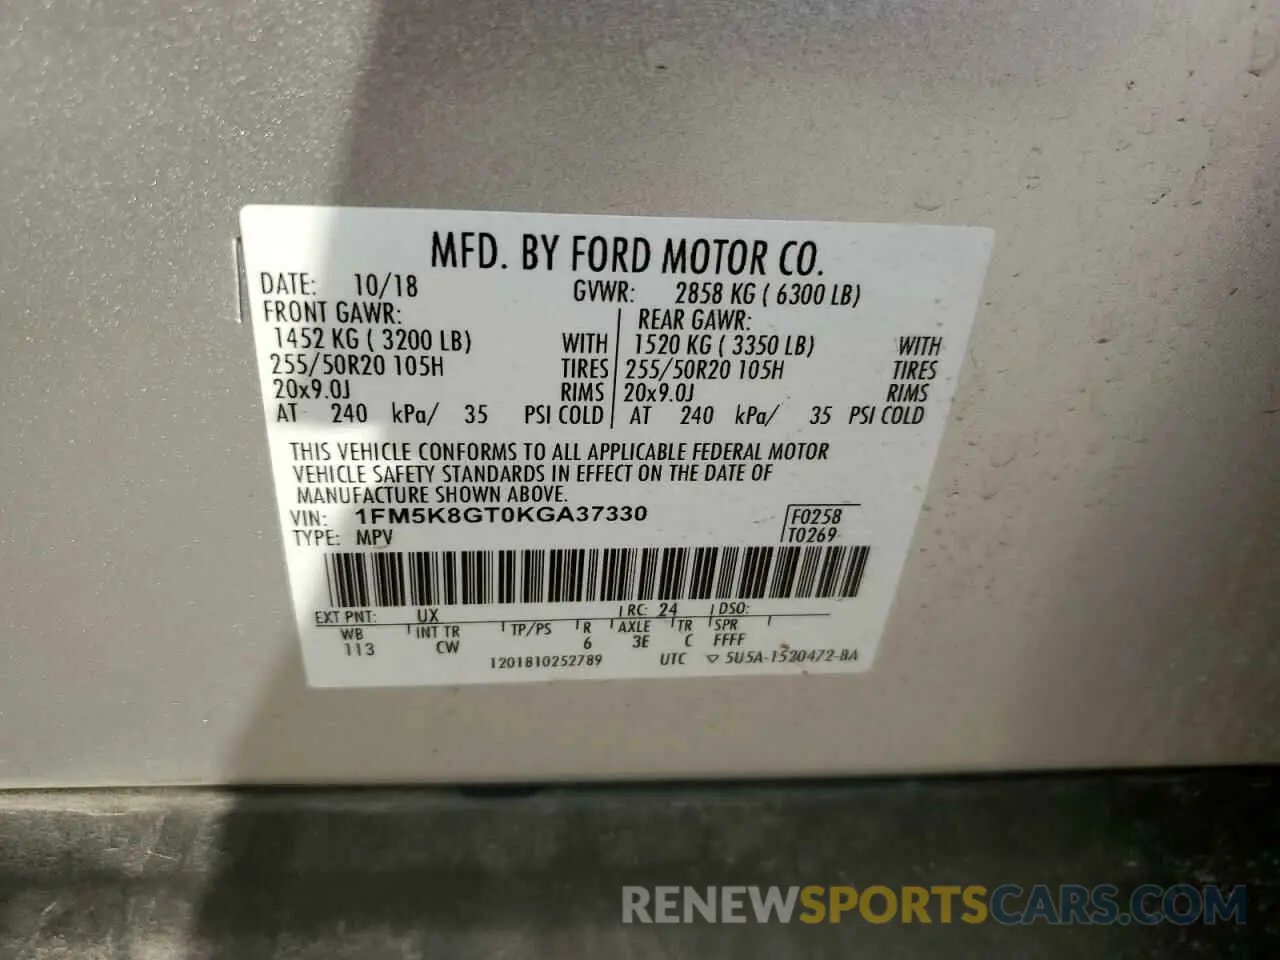 MFD. BY FORD MOTOR CO.
DATE: 10/18 GVWR: 2858 KG ( 6300 LB)
FRONT GAWR: REAR GAWR:
1452 KG ( 3200 LB) WITH 1520 KG ( 3350 LB) WITH
255/50R20 105H TIRES 255/50R20 105H TIRES
20x9.0J RIMS 20x9.0J RIMS
AT 240 kPa/ 35 PSI COLD AT 240 kPa/ 35 PSI COLD
THIS VEHICLE CONFORMS TO ALL APPLICABLE FEDERAL MOTOR
VEHICLE SAFETY STANDARDS IN EFFECT ON THE DATE OF
MANUFACTURE SHOWN ABOVE.
VIN: 1FM5K8GT0KGA37330 F0258
TYPE: MPV T0269
EXT PNT: UX RC: 24 DSO:
WB INT TR TP/PS R AXLE TR SPR
113 CW 6 3E C FFFF
1201810252789 UTC ▽ 5U5A-1520472-BA
RENEWSPORTSCARS.COM